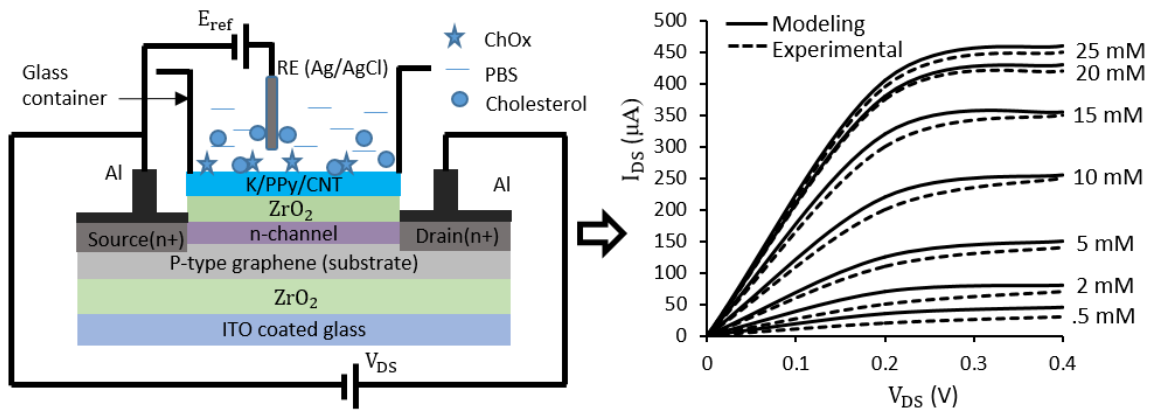 E_ref
ChOx
RE (Ag/AgCl)
PBS
Glass
container
Cholesterol
Al
Al
K/PPy/CNT
ZrO₂
Source(n+)
n-channel
Drain(n+)
P-type graphene (substrate)
ZrO₂
ITO coated glass
V_DS
Modeling
Experimental
I_DS (µA)
500
450
400
350
300
250
200
150
100
50
0
25 mM
20 mM
15 mM
10 mM
5 mM
2 mM
.5 mM
0
0.1
0.2
0.3
0.4
V_DS (V)